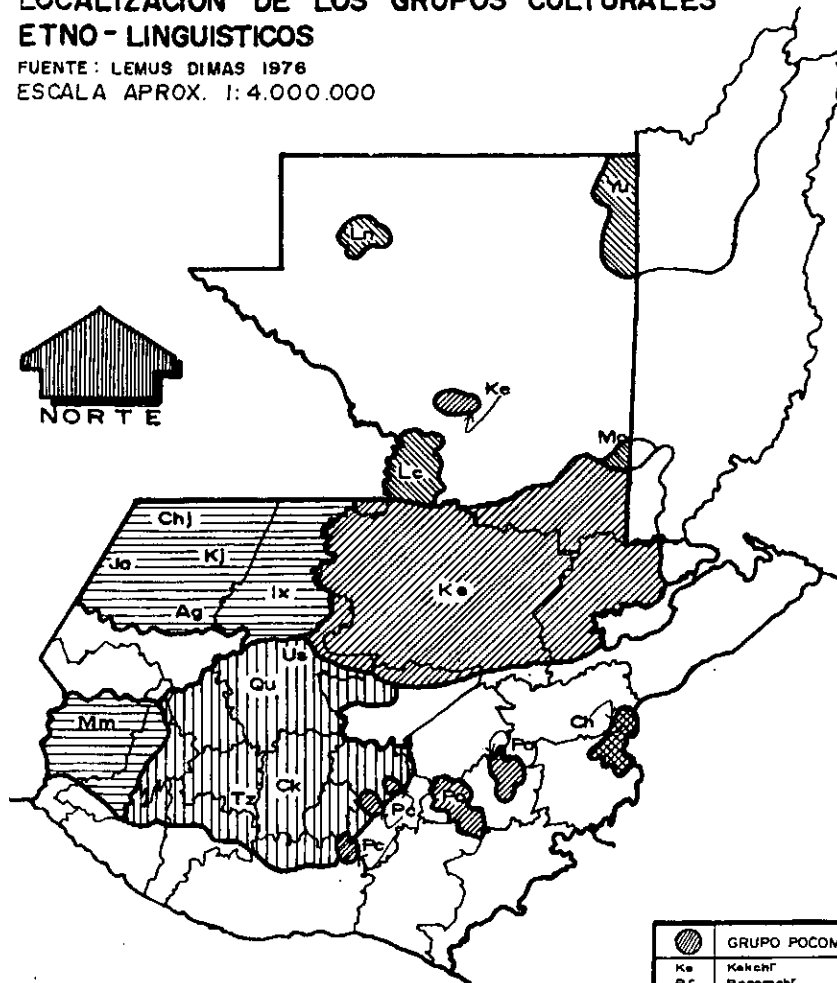 LOCALIZACION DE LOS GRUPOS CULTURALES
ETNO-LINGUISTICOS
FUENTE: LEMUS DIMAS 1976
ESCALA APROX. 1:4.000.000
Yu
Ln
Ke
NORTE
Mo
Lc
Chj
Ja
Kj
Ag
Ix
Ke
Us
Qu
Mm
Ch
Po
Tz
Ck
Pc
Po
Pc
GRUPO POCOM
Ke Kekchí